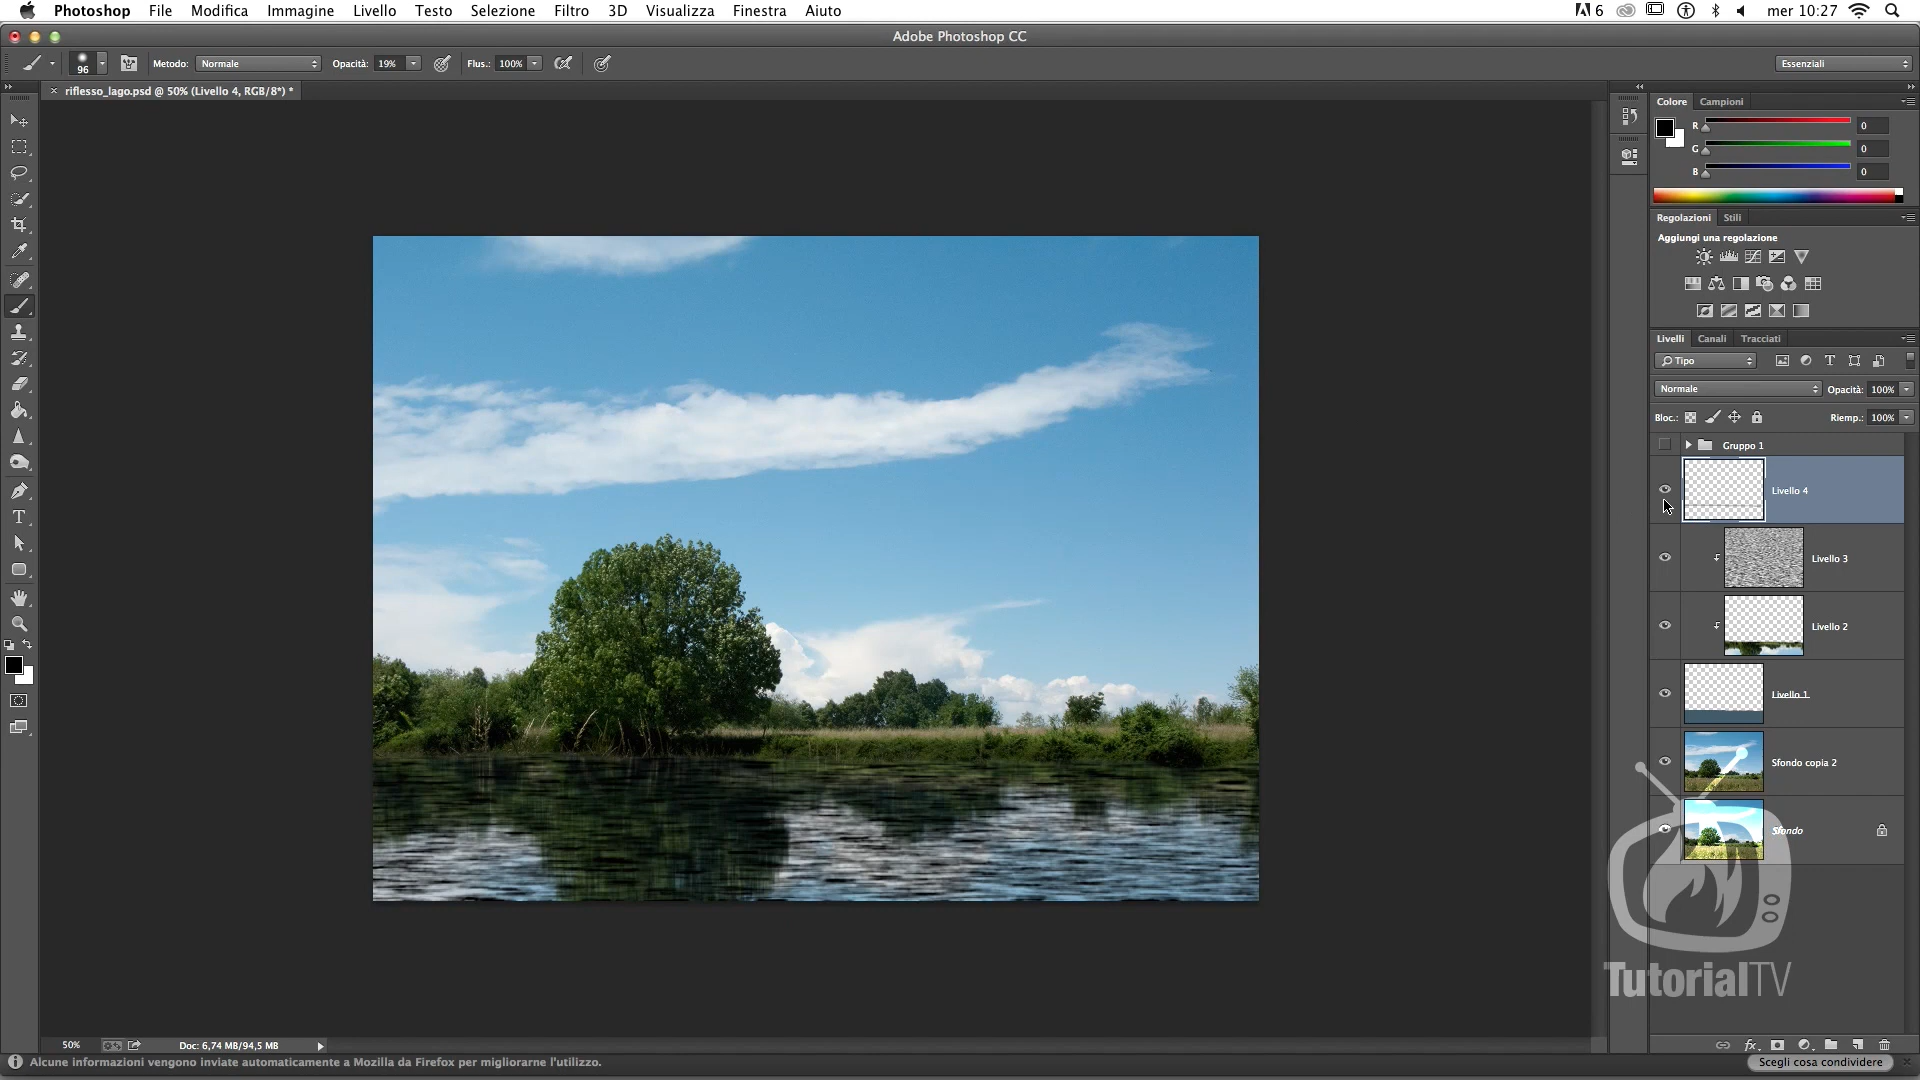 Photoshop File Modifica Immagine Livello Testo Selezione Filtro 3D Visualizza Finestra Aiuto 6 mer 10:27
Adobe Photoshop CC
96 Metodo: Normale Opacità: 19% Flus.: 100% Essenziali
× riflesso_lago.psd @ 50% (Livello 4, RGB/8*) *
Colore Campioni
R 0
G 0
B 0
Regolazioni Stili
Aggiungi una regolazione
Livelli Canali Tracciati
Tipo
Normale Opacità: 100%
Bloc.: Riemp.: 100%
Gruppo 1
Livello 4
Livello 3
Livello 2
Livello 1
Sfondo copia 2
Sfondo
TutorialTV
50% Doc: 6,74 MB/94,5 MB
Alcune informazioni vengono inviate automaticamente a Mozilla da Firefox per migliorarne l'utilizzo. Scegli cosa condividere ×